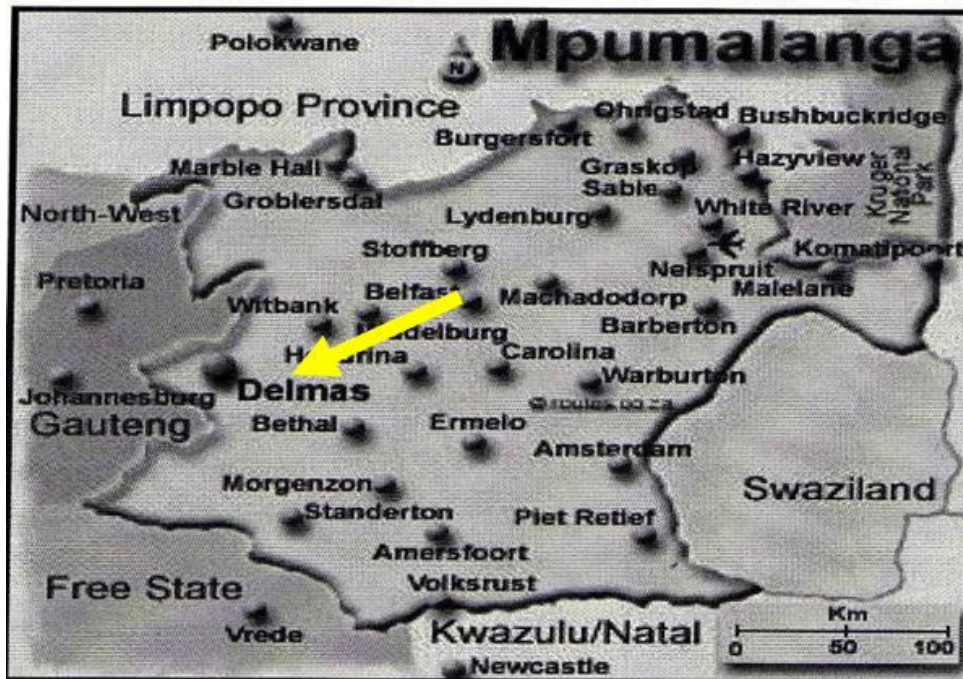 Mpumalanga
Polokwane
N
Limpopo Province
Ohrigstad
Bushbuckridge
Burgersfort
Marble Hall
Graskop
Hazyview
Kruger
National
Park
Groblersdal
Sable
North-West
Lydenburg
White River
Stoffberg
Komatipoort
Pretoria
Nelspruit
Belfast
Machadodorp
Malelane
Witbank
Barberton
Carolina
Johannesburg
Delmas
Warburton
Gauteng
Bethal
Ermelo
Amsterdam
Morgenzon
Swaziland
Standerton
Piet Retief
Amersfoort
Free State
Volksrust
Km
Vrede
Kwazulu/Natal
0 50 100
Newcastle